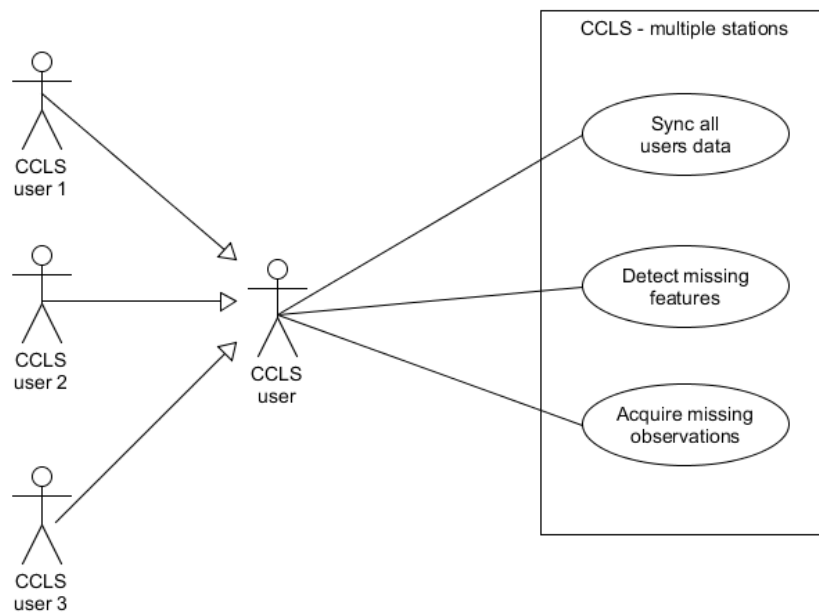 CCLS - multiple stations
CCLS
user 1
Sync all
users data
CCLS
user 2
CCLS
user
Detect missing
features
Acquire missing
observations
CCLS
user 3